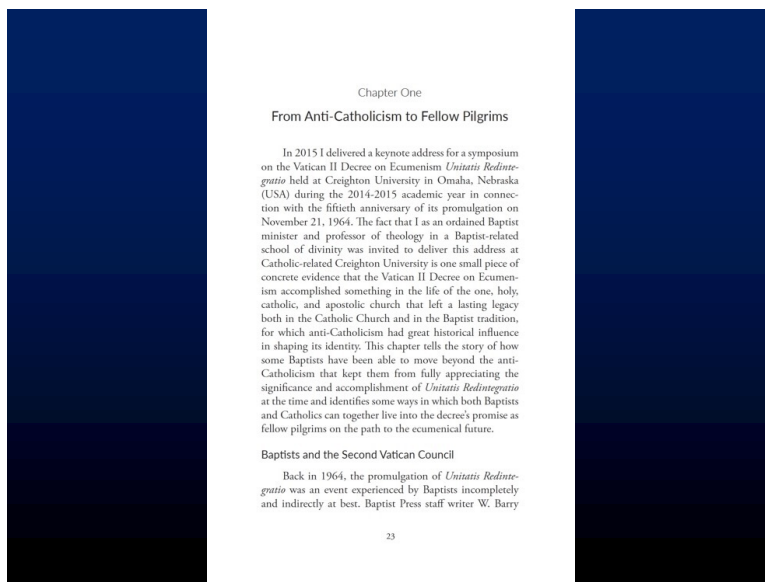 Chapter One
From Anti-Catholicism to Fellow Pilgrims
In 2015 I delivered a keynote address for a symposium
on the Vatican II Decree on Ecumenism Unitatis Redinte-
gratio held at Creighton University in Omaha, Nebraska
(USA) during the 2014-2015 academic year in connec-
tion with the fiftieth anniversary of its promulgation on
November 21, 1964. The fact that I as an ordained Baptist
minister and professor of theology in a Baptist-related
school of divinity was invited to deliver this address at
Catholic-related Creighton University is one small piece of
concrete evidence that the Vatican II Decree on Ecumen-
ism accomplished something in the life of the one, holy,
catholic, and apostolic church that left a lasting legacy
both in the Catholic Church and in the Baptist tradition,
for which anti-Catholicism had great historical influence
in shaping its identity. This chapter tells the story of how
some Baptists have been able to move beyond the anti-
Catholicism that kept them from fully appreciating the
significance and accomplishment of Unitatis Redintegratio
at the time and identifies some ways in which both Baptists
and Catholics can together live into the decree's promise as
fellow pilgrims on the path to the ecumenical future.
Baptists and the Second Vatican Council
Back in 1964, the promulgation of Unitatis Redinte-
gratio was an event experienced by Baptists incompletely
and indirectly at best. Baptist Press staff writer W. Barry
23